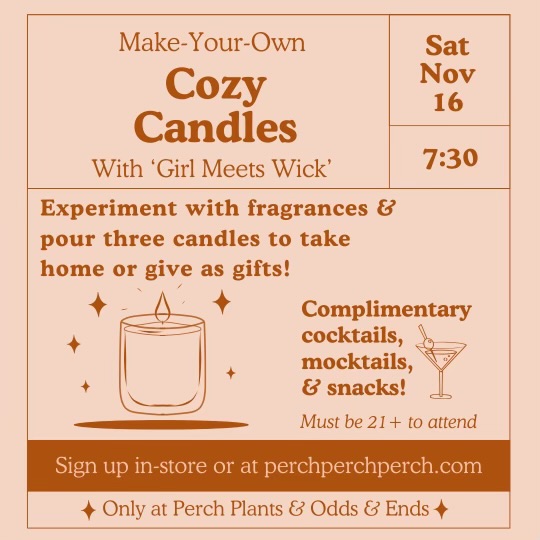 Make-Your-Own
Cozy
Candles
With ‘Girl Meets Wick’
Sat
Nov
16
7:30
Experiment with fragrances &
pour three candles to take
home or give as gifts!
Complimentary
cocktails,
mocktails,
& snacks!
Must be 21+ to attend
Sign up in-store or at perchperchperch.com
Only at Perch Plants & Odds & Ends